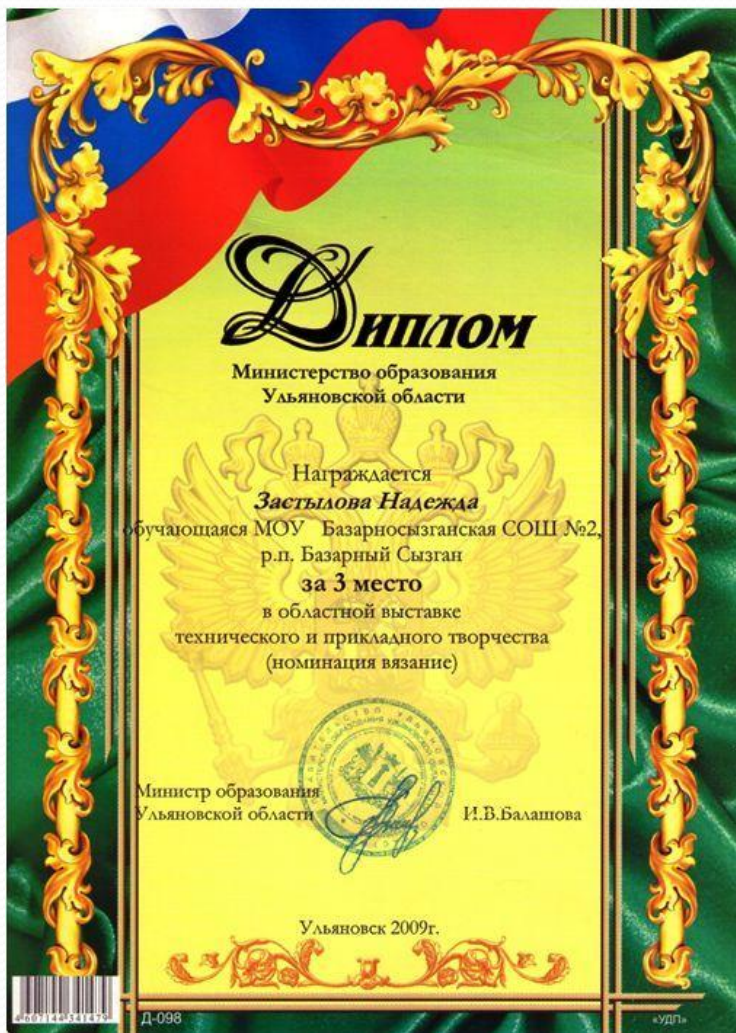 Диплом
Министерство образования
Ульяновской области
Награждается
Застылова Надежда
обучающаяся МОУ Базарносызганская СОШ №2,
р.п. Базарный Сызган
за 3 место
в областной выставке
технического и прикладного творчества
(номинация вязание)
Министр образования
Ульяновской области И.В.Балашова
Ульяновск 2009г.
4607144341479
Д-098 «УДП»